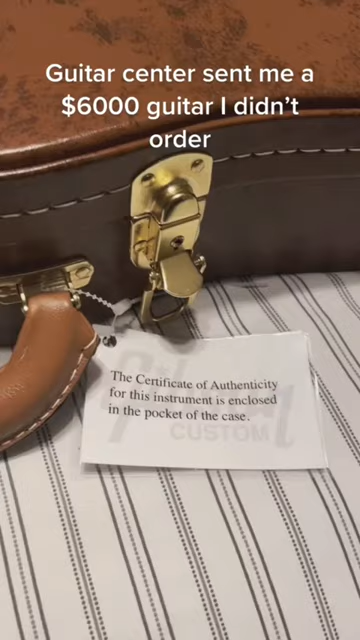 Guitar center sent me a
$6000 guitar I didn't
order
The Certificate of Authenticity
for this instrument is enclosed
in the pocket of the case.
CUSTOM